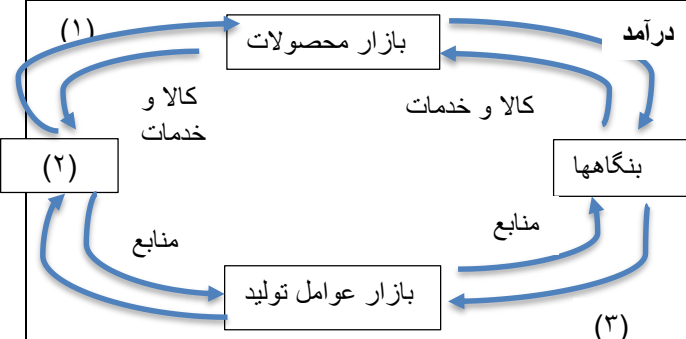 (۱)
بازار محصولات
درآمد
کالا و
خدمات
کالا و خدمات
(۲)
بنگاهها
منابع
منابع
بازار عوامل تولید
(۳)